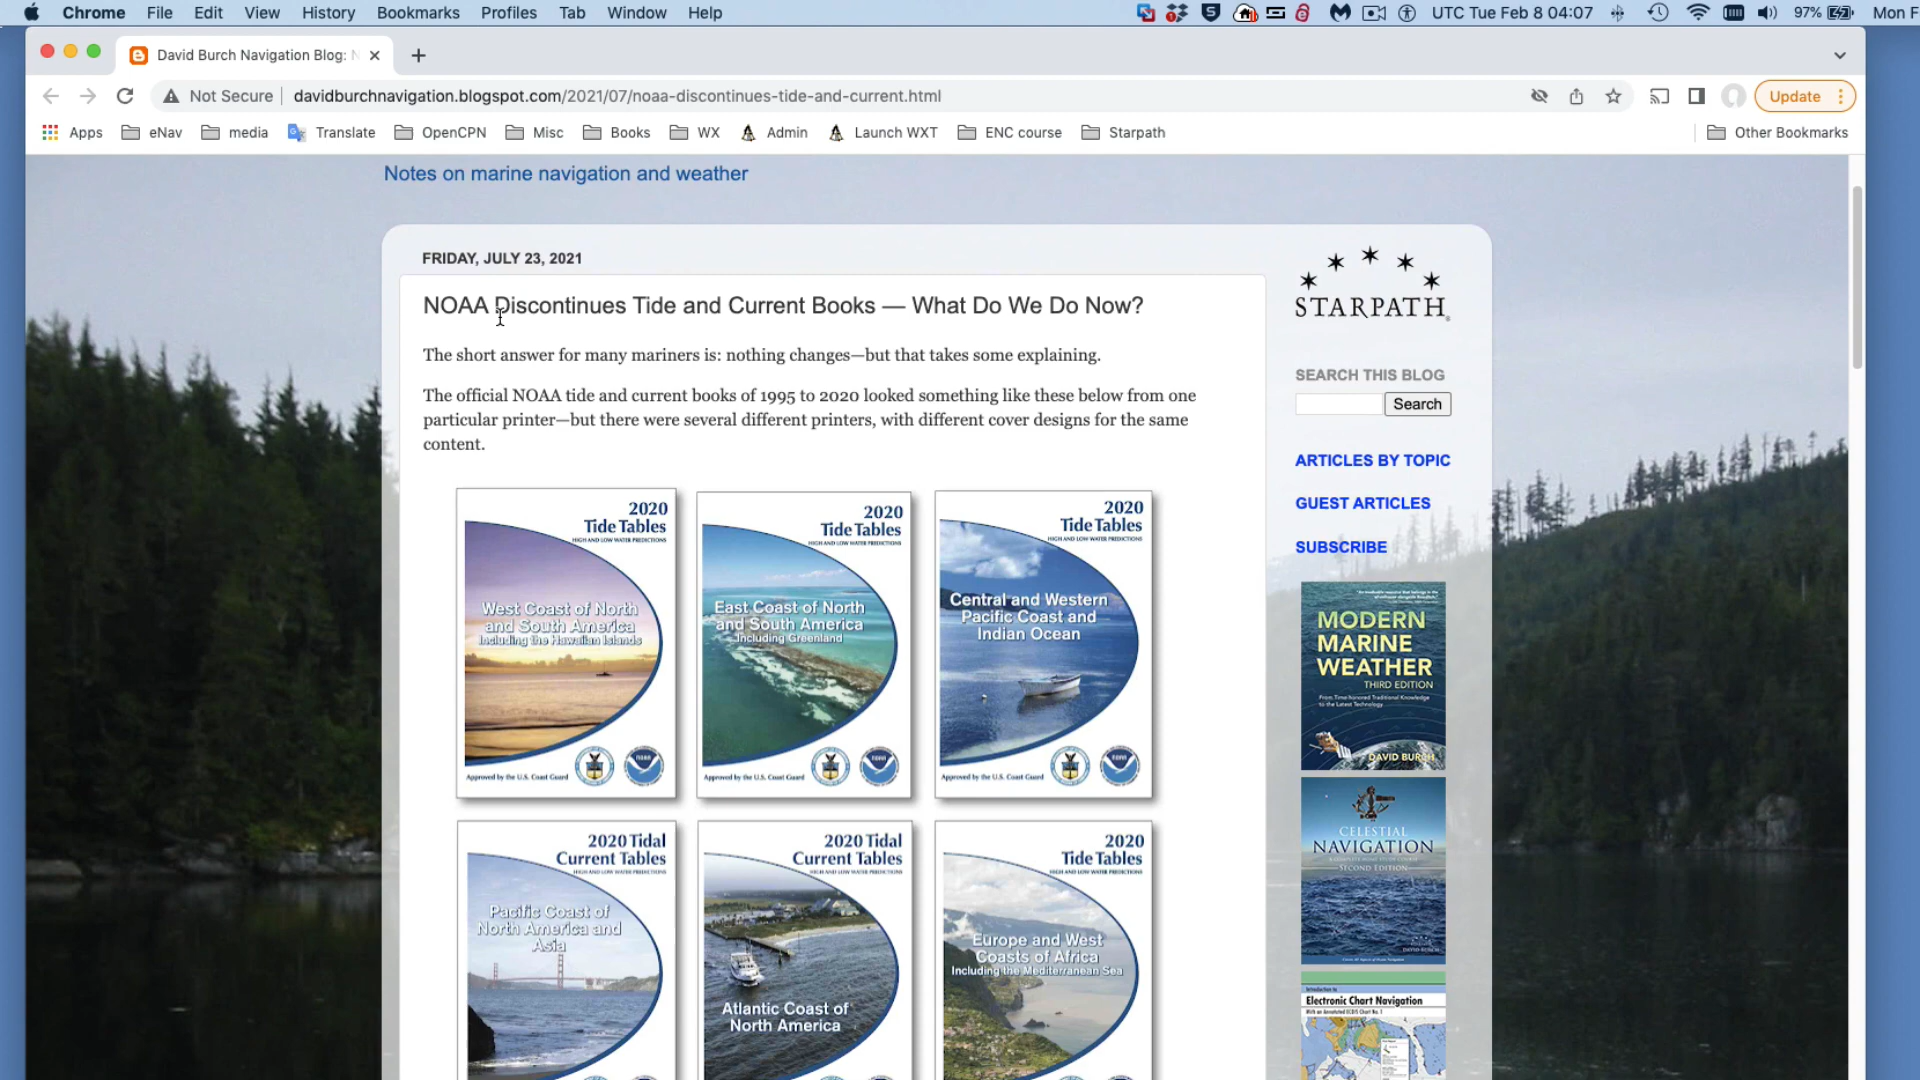 Chrome File Edit View History Bookmarks Profiles Tab Window Help UTC Tue Feb 8 04:07 97% Mon F
David Burch Navigation Blog: N
Not Secure davidburchnavigation.blogspot.com/2021/07/noaa-discontinues-tide-and-current.html Update
Apps eNav media Translate OpenCPN Misc Books WX Admin Launch WXT ENC course Starpath Other Bookmarks
Notes on marine navigation and weather
FRIDAY, JULY 23, 2021
NOAA Discontinues Tide and Current Books — What Do We Do Now?
The short answer for many mariners is: nothing changes—but that takes some explaining.
The official NOAA tide and current books of 1995 to 2020 looked something like these below from one
particular printer—but there were several different printers, with different cover designs for the same
content.
2020
Tide Tables
HIGH AND LOW WATER PREDICTIONS
West Coast of North
and South America
Including the Hawaiian Islands
Approved by the U.S. Coast Guard
NOAA
2020
Tide Tables
HIGH AND LOW WATER PREDICTIONS
East Coast of North
and South America
Including Greenland
Approved by the U.S. Coast Guard
NOAA
2020
Tide Tables
HIGH AND LOW WATER PREDICTIONS
Central and Western
Pacific Coast and
Indian Ocean
Approved by the U.S. Coast Guard
NOAA
2020 Tidal
Current Tables
HIGH AND LOW WATER PREDICTIONS
Pacific Coast of
North America and
Asia
2020 Tidal
Current Tables
HIGH AND LOW WATER PREDICTIONS
Atlantic Coast of
North America
2020
Tide Tables
HIGH AND LOW WATER PREDICTIONS
Europe and West
Coasts of Africa
Including the Mediterranean Sea
STARPATH
SEARCH THIS BLOG
Search
ARTICLES BY TOPIC
GUEST ARTICLES
SUBSCRIBE
MODERN
MARINE
WEATHER
THIRD EDITION
From Time-honored Traditional Knowledge
to the Latest Technology
DAVID BURCH
CELESTIAL
NAVIGATION
SECOND EDITION
Introduction to
Electronic Chart Navigation
With an Annotated ECDIS Chart No. 1